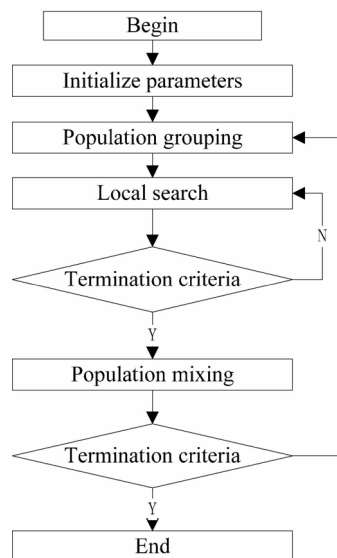 Begin
Initialize parameters
Population grouping
Local search
N
Termination criteria
Y
Population mixing
Termination criteria
Y
End